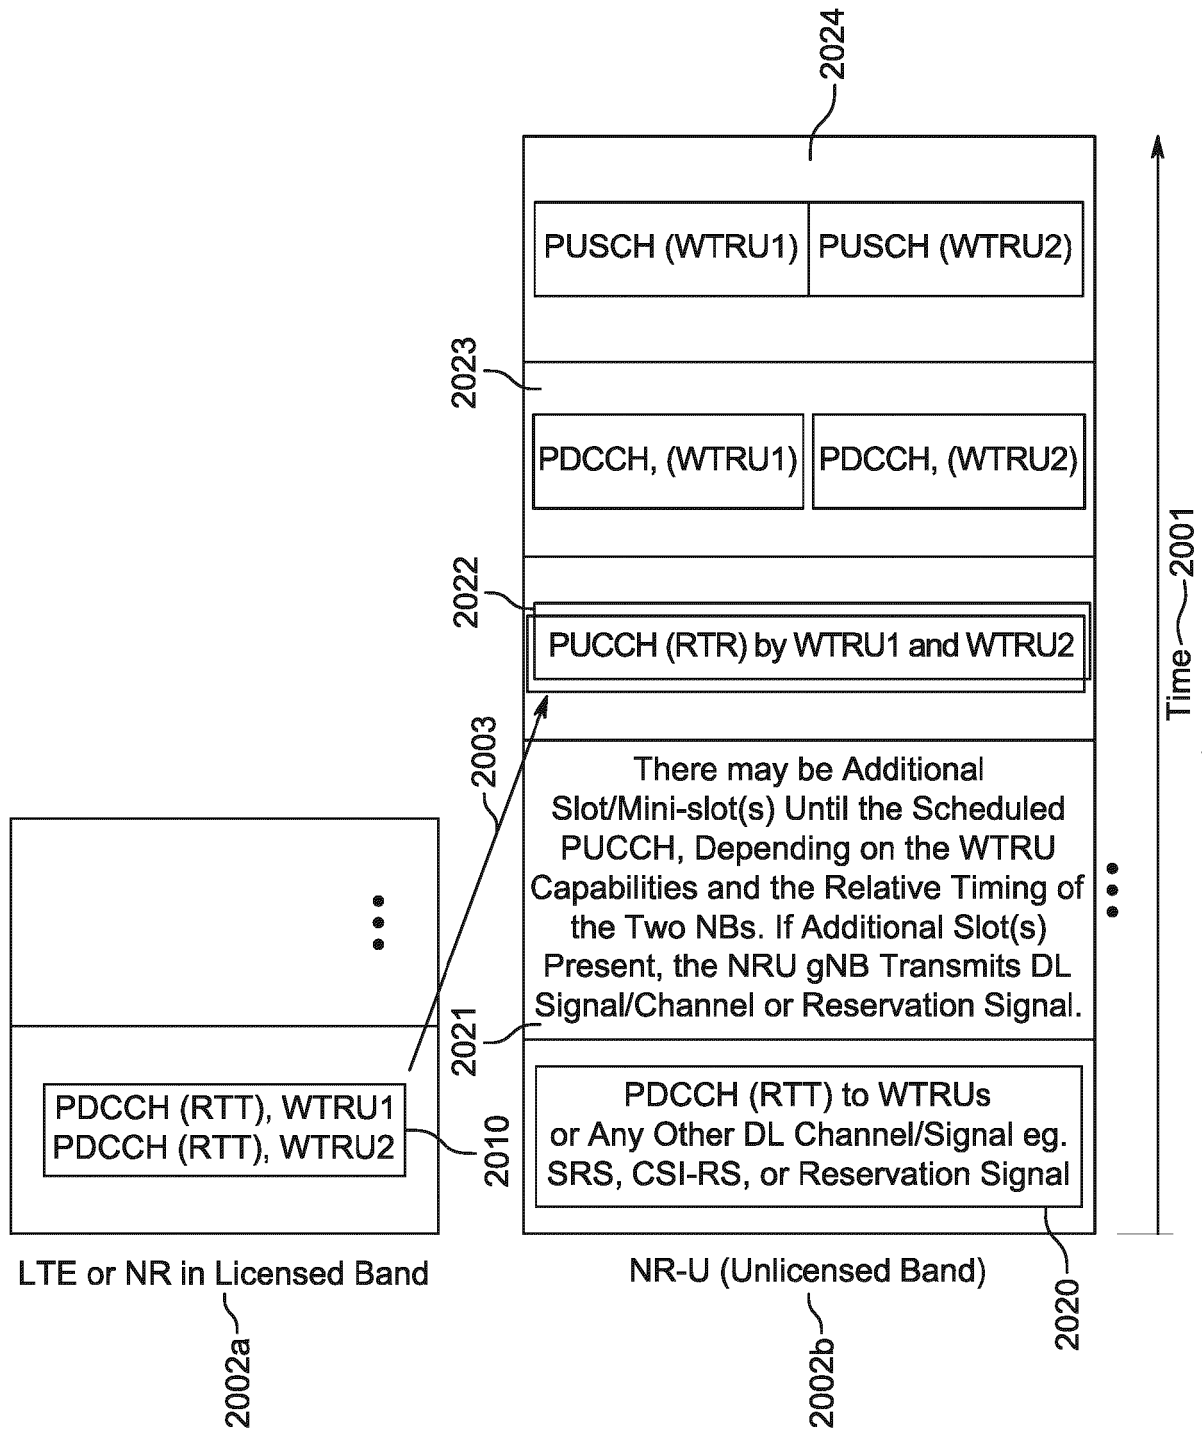 2024
PUSCH (WTRU1)
PUSCH (WTRU2)
2023
PDCCH, (WTRU1)
PDCCH, (WTRU2)
2022
PUCCH (RTR) by WTRU1 and WTRU2
2003
There may be Additional
Slot/Mini-slot(s) Until the Scheduled
PUCCH, Depending on the WTRU
Capabilities and the Relative Timing of
the Two NBs. If Additional Slot(s)
Present, the NRU gNB Transmits DL
Signal/Channel or Reservation Signal.
2021
PDCCH (RTT), WTRU1
PDCCH (RTT), WTRU2
2010
PDCCH (RTT) to WTRUs
or Any Other DL Channel/Signal eg.
SRS, CSI-RS, or Reservation Signal
2020
LTE or NR in Licensed Band
2002a
NR-U (Unlicensed Band)
2002b
Time 2001